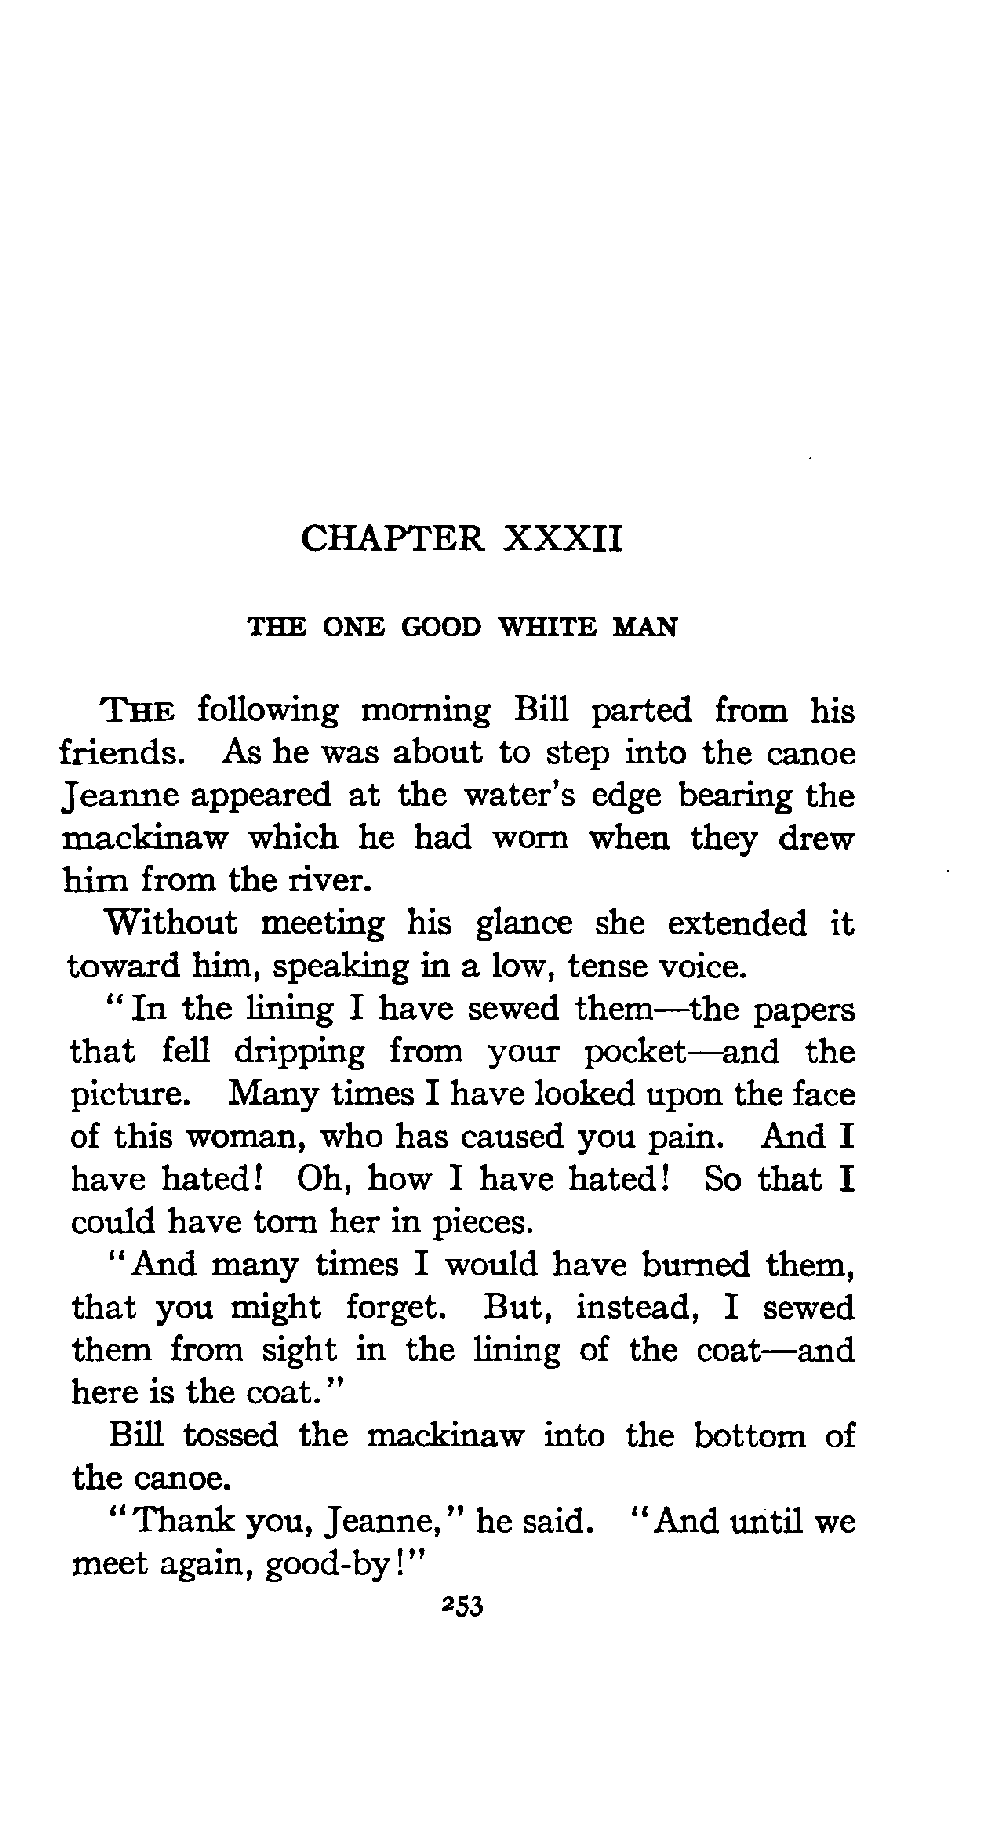 CHAPTER XXXII
THE ONE GOOD WHITE MAN
THE following morning Bill parted from his
friends. As he was about to step into the canoe
Jeanne appeared at the water's edge bearing the
mackinaw which he had worn when they drew
him from the river.
Without meeting his glance she extended it
toward him, speaking in a low, tense voice.
"In the lining I have sewed them—the papers
that fell dripping from your pocket—and the
picture. Many times I have looked upon the face
of this woman, who has caused you pain. And I
have hated! Oh, how I have hated! So that I
could have torn her in pieces.
"And many times I would have burned them,
that you might forget. But, instead, I sewed
them from sight in the lining of the coat—and
here is the coat."
Bill tossed the mackinaw into the bottom of
the canoe.
"Thank you, Jeanne," he said. "And until we
meet again, good-by!"
253